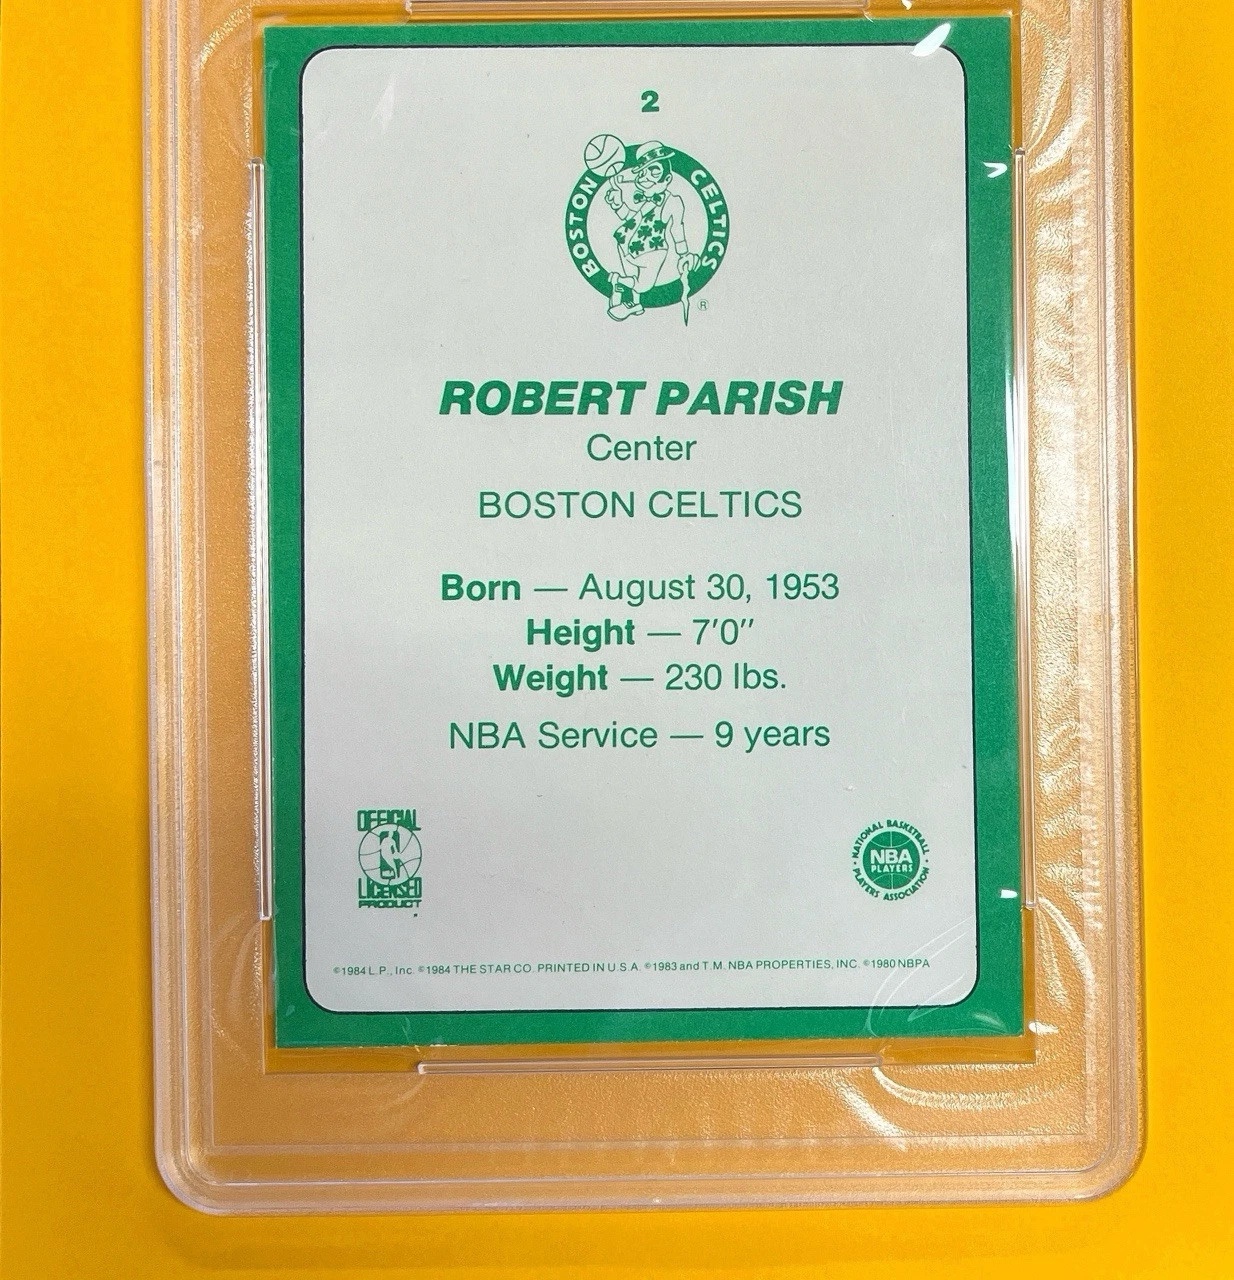 2
BOSTON CELTICS
®
ROBERT PARISH
Center
BOSTON CELTICS
Born — August 30, 1953
Height — 7'0"
Weight — 230 lbs.
NBA Service — 9 years
OFFICIAL
LICENSED
PRODUCT
NATIONAL BASKETBALL
NBA
PLAYERS
PLAYERS ASSOCIATION
©1984 L.P., Inc. ©1984 THE STAR CO. PRINTED IN U.S.A. ©1983 and T.M. NBA PROPERTIES, INC. ©1980 NBPA